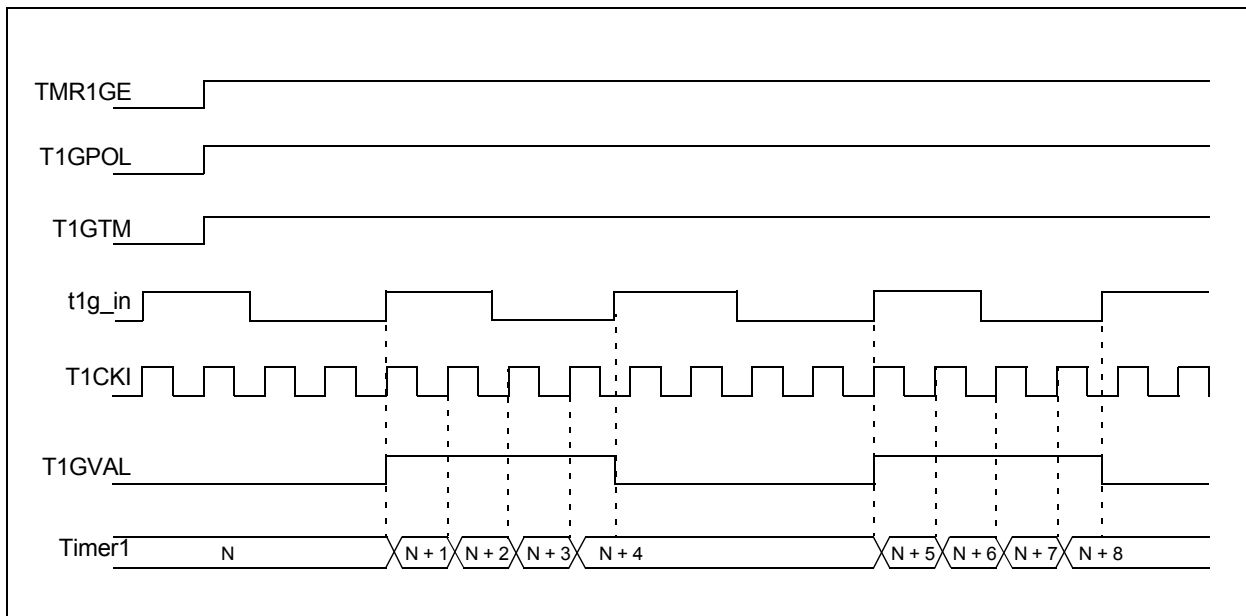 TMR1GE
T1GPOL
T1GTM
t1g_in
T1CKI
T1GVAL
Timer1 N N + 1 N + 2 N + 3 N + 4 N + 5 N + 6 N + 7 N + 8